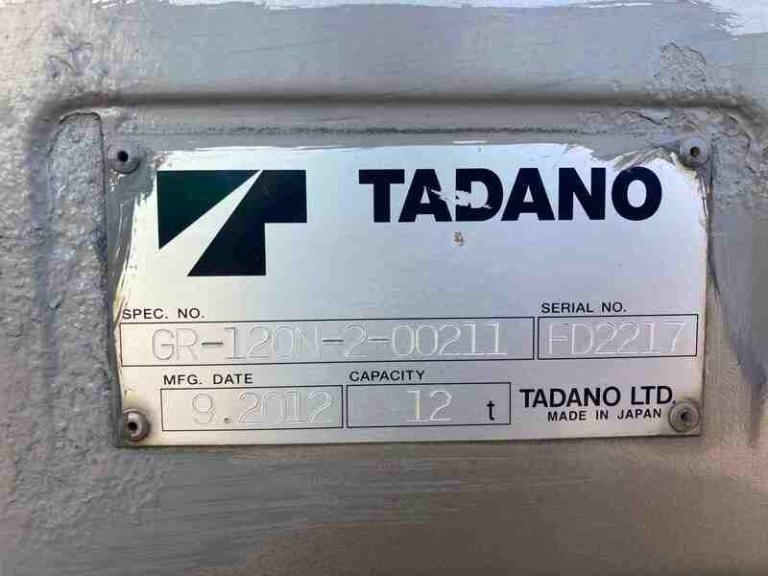 TADANO
SPEC. NO.
GR-120N-2-00211
SERIAL NO.
FD2217
MFG. DATE
9.2012
CAPACITY
12 t
TADANO LTD.
MADE IN JAPAN